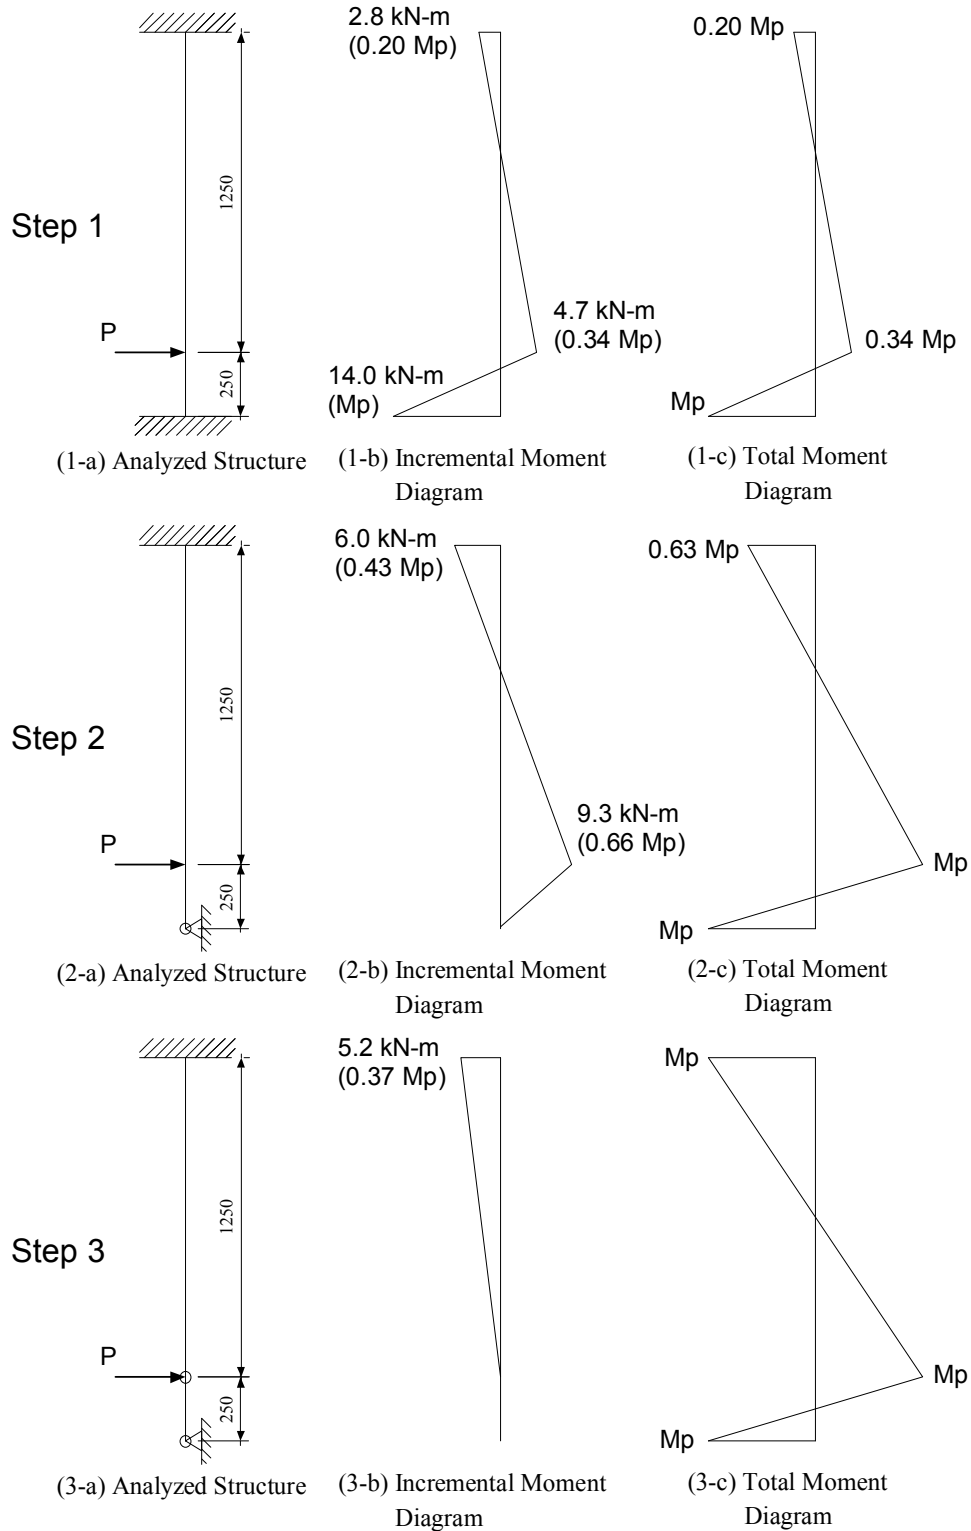 2.8 kN-m
(0.20 Mp)
0.20 Mp
1250
Step 1
P
4.7 kN-m
(0.34 Mp)
0.34 Mp
250
14.0 kN-m
(Mp)
Mp
(1-a) Analyzed Structure
(1-b) Incremental Moment
Diagram
(1-c) Total Moment
Diagram
6.0 kN-m
(0.43 Mp)
0.63 Mp
1250
Step 2
P
9.3 kN-m
(0.66 Mp)
Mp
250
Mp
(2-a) Analyzed Structure
(2-b) Incremental Moment
Diagram
(2-c) Total Moment
Diagram
5.2 kN-m
(0.37 Mp)
Mp
1250
Step 3
P
Mp
250
Mp
(3-a) Analyzed Structure
(3-b) Incremental Moment
Diagram
(3-c) Total Moment
Diagram